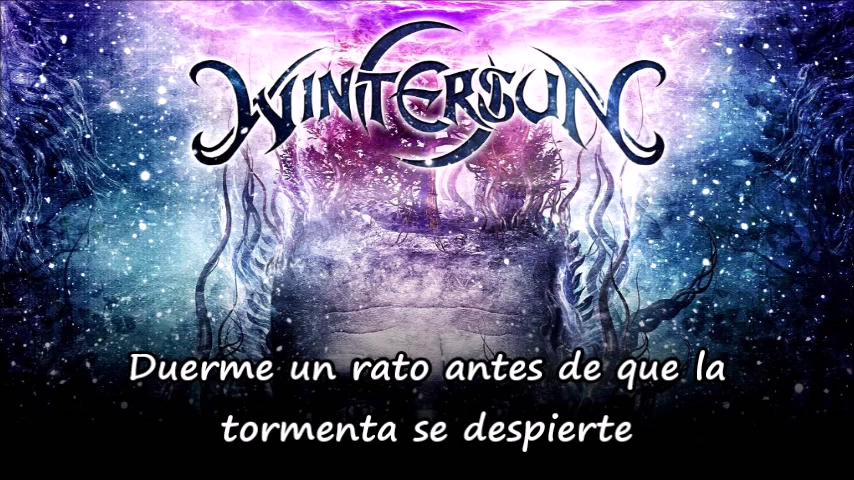 WINTERSUN
Duerme un rato antes de que la
tormenta se despierte